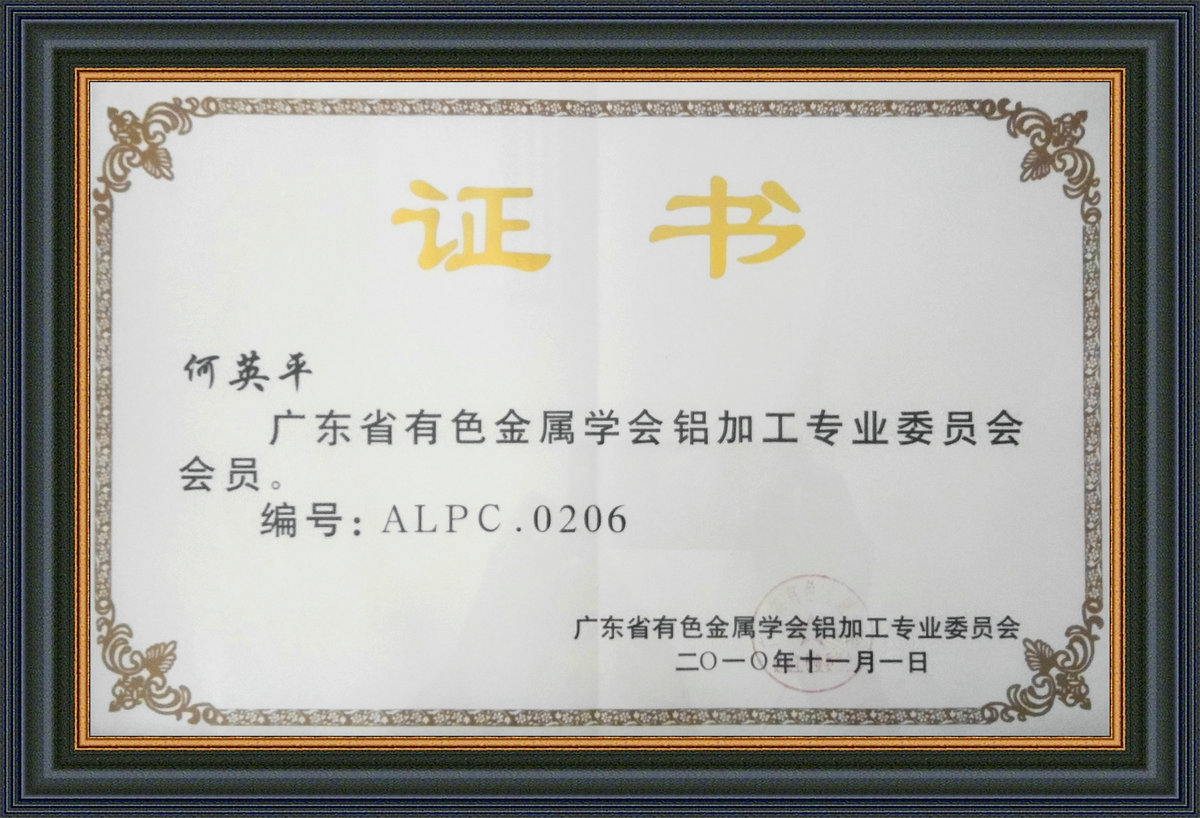 证书
何英平
广东省有色金属学会铝加工专业委员会
会员。
编号：ALPC.0206
广东省有色金属学会铝加工专业委员会
二〇一〇年十一月一日